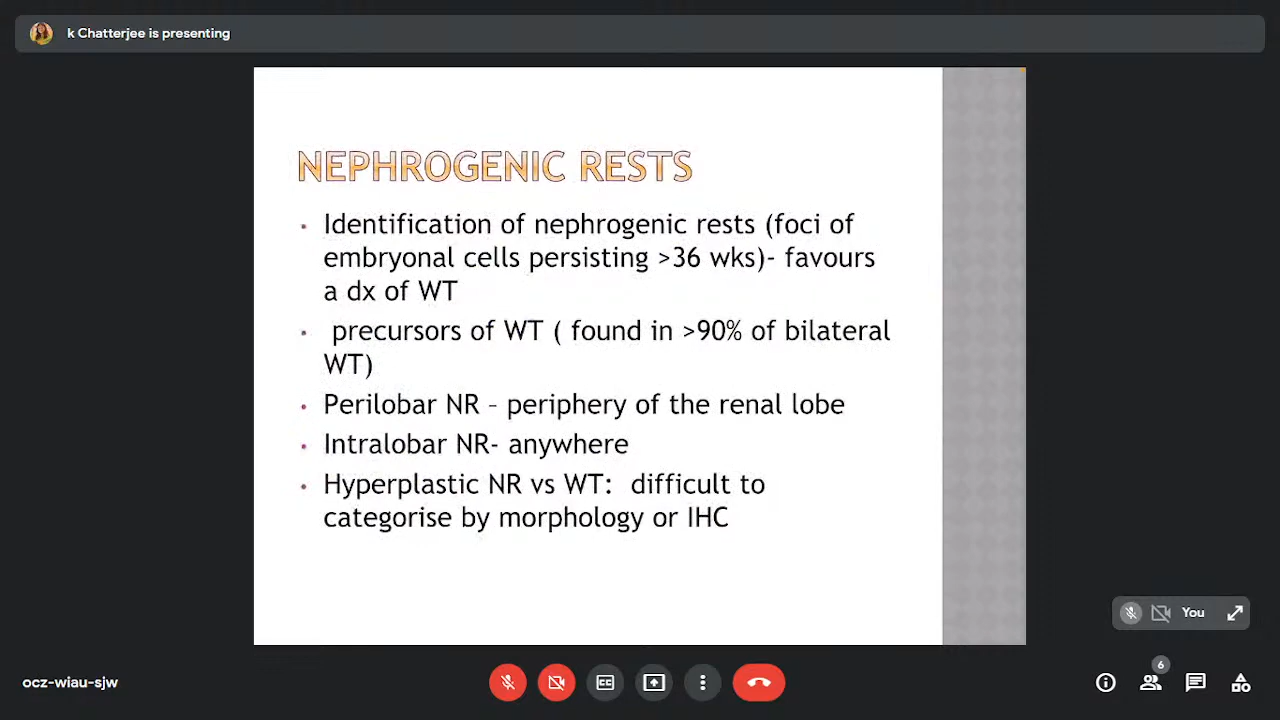 k Chatterjee is presenting
NEPHROGENIC RESTS
• Identification of nephrogenic rests (foci of
embryonal cells persisting >36 wks)- favours
a dx of WT
• precursors of WT ( found in >90% of bilateral
WT)
• Perilobar NR – periphery of the renal lobe
• Intralobar NR- anywhere
• Hyperplastic NR vs WT: difficult to
categorise by morphology or IHC
You
ocz-wiau-sjw
CC
6